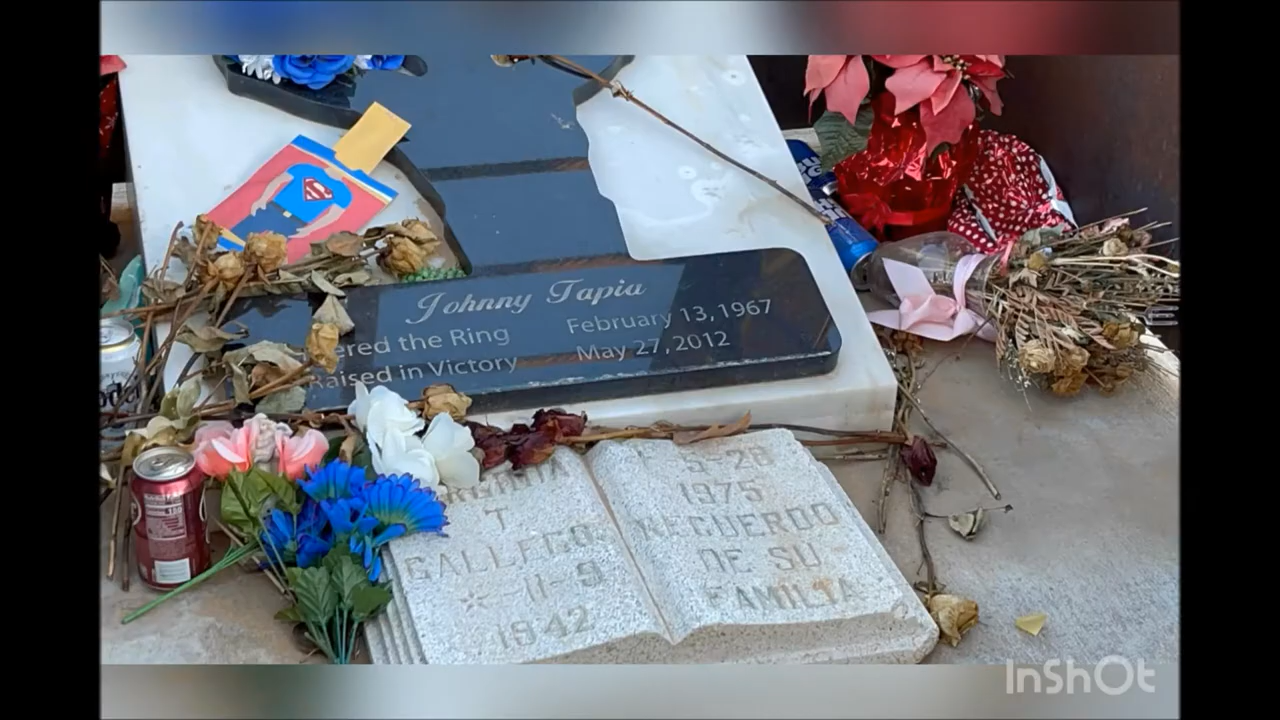 Johnny Tapia
ered the Ring
February 13, 1967
Raised in Victory
May 27, 2012
T
GALLEGOS
11-9
1942
5-28
1975
RECUERDO
DE SU
FAMILIA
InShOt